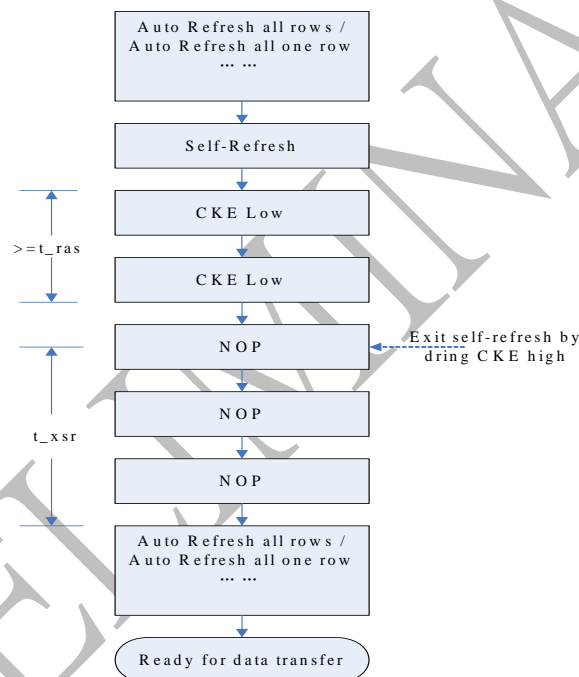 Auto Refresh all rows /
Auto Refresh all one row
... ...
Self-Refresh
CKE Low
>=t_ras
CKE Low
NOP
Exit self-refresh by
dring CKE high
NOP
t_xsr
NOP
Auto Refresh all rows /
Auto Refresh all one row
... ...
Ready for data transfer